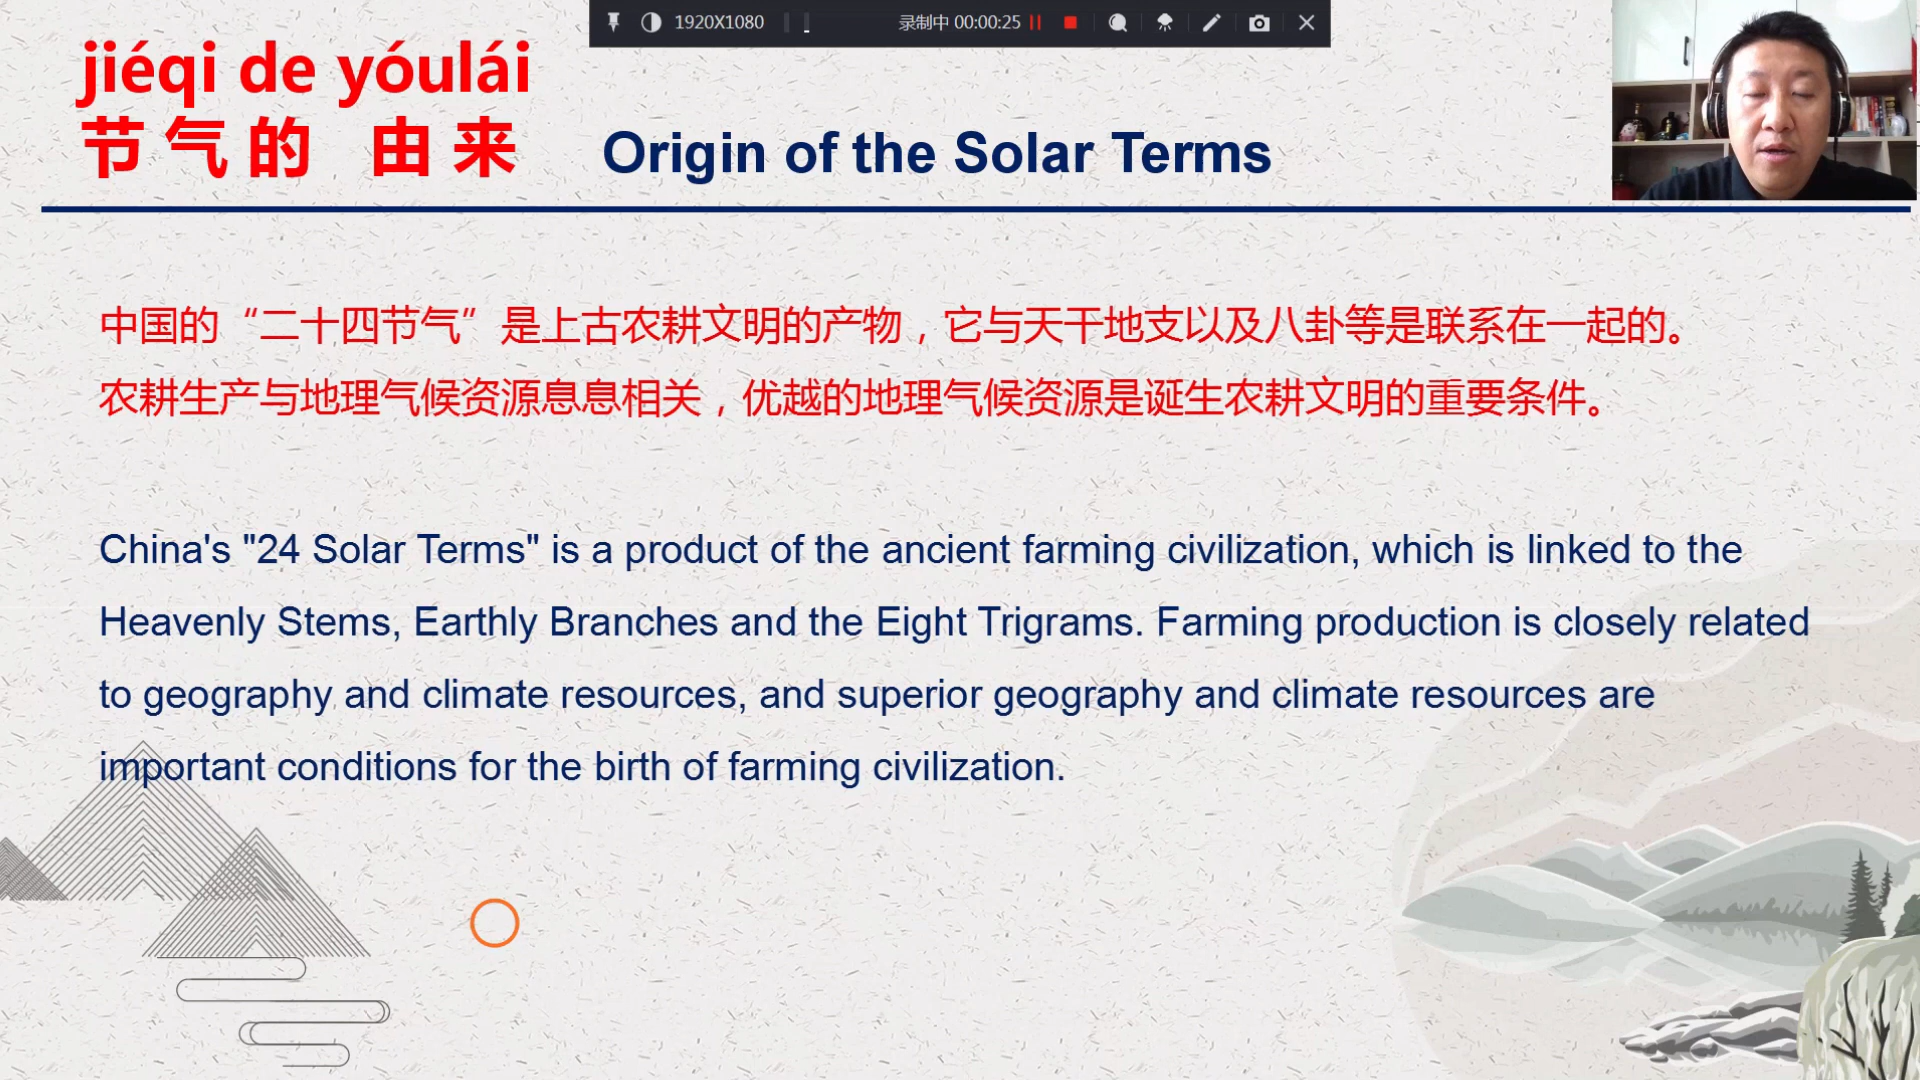 1920X1080
录制中 00:00:25
jiéqi de yóulái
节气的 由来 Origin of the Solar Terms
中国的“二十四节气”是上古农耕文明的产物，它与天干地支以及八卦等是联系在一起的。
农耕生产与地理气候资源息息相关，优越的地理气候资源是诞生农耕文明的重要条件。
China's "24 Solar Terms" is a product of the ancient farming civilization, which is linked to the
Heavenly Stems, Earthly Branches and the Eight Trigrams. Farming production is closely related
to geography and climate resources, and superior geography and climate resources are
important conditions for the birth of farming civilization.